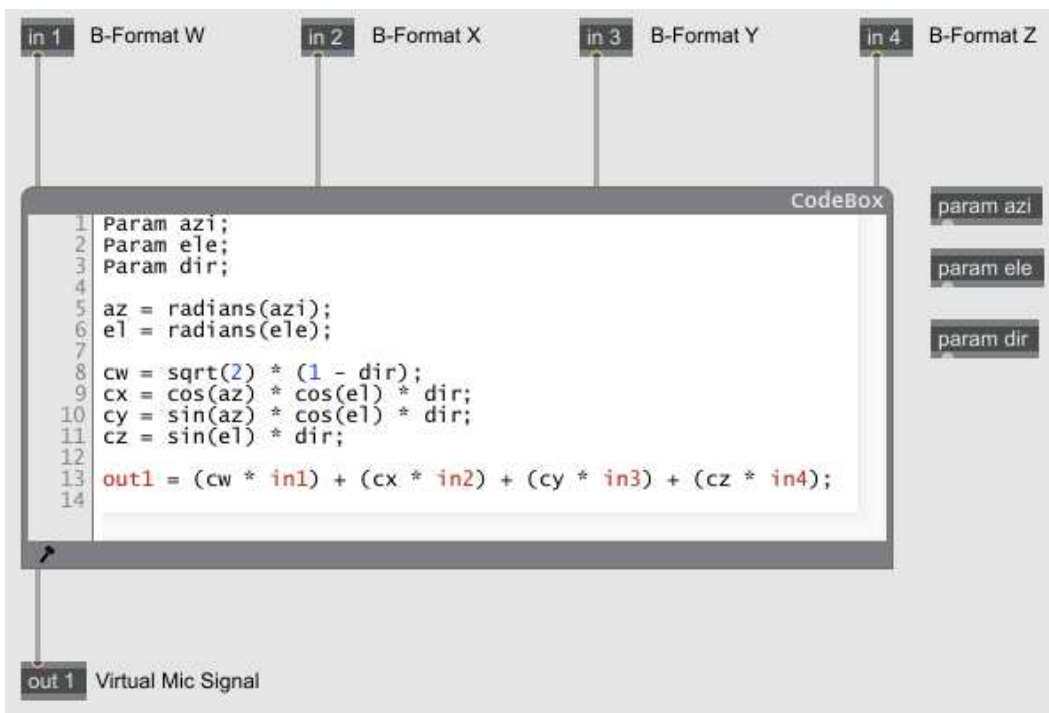 in 1 B-Format W in 2 B-Format X in 3 B-Format Y in 4 B-Format Z
CodeBox
param azi
param ele
param dir
1 Param azi;
2 Param ele;
3 Param dir;
4
5 az = radians(azi);
6 el = radians(ele);
7
8 cw = sqrt(2) * (1 - dir);
9 cx = cos(az) * cos(el) * dir;
10 cy = sin(az) * cos(el) * dir;
11 cz = sin(el) * dir;
12
13 out1 = (cw * in1) + (cx * in2) + (cy * in3) + (cz * in4);
14
out 1 Virtual Mic Signal